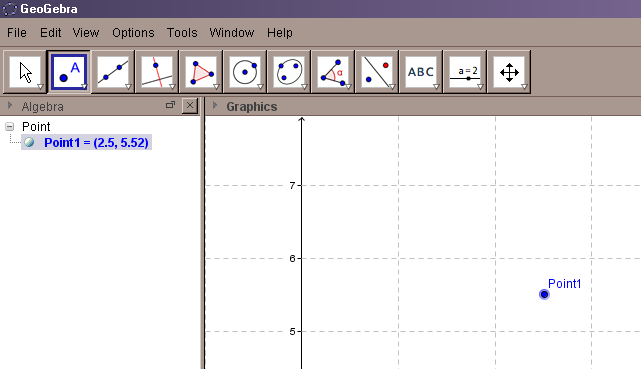 GeoGebra
File Edit View Options Tools Window Help
A α ABC a=2
Algebra
Graphics
Point
Point1 = (2.5, 5.52)
7
6
Point1
5